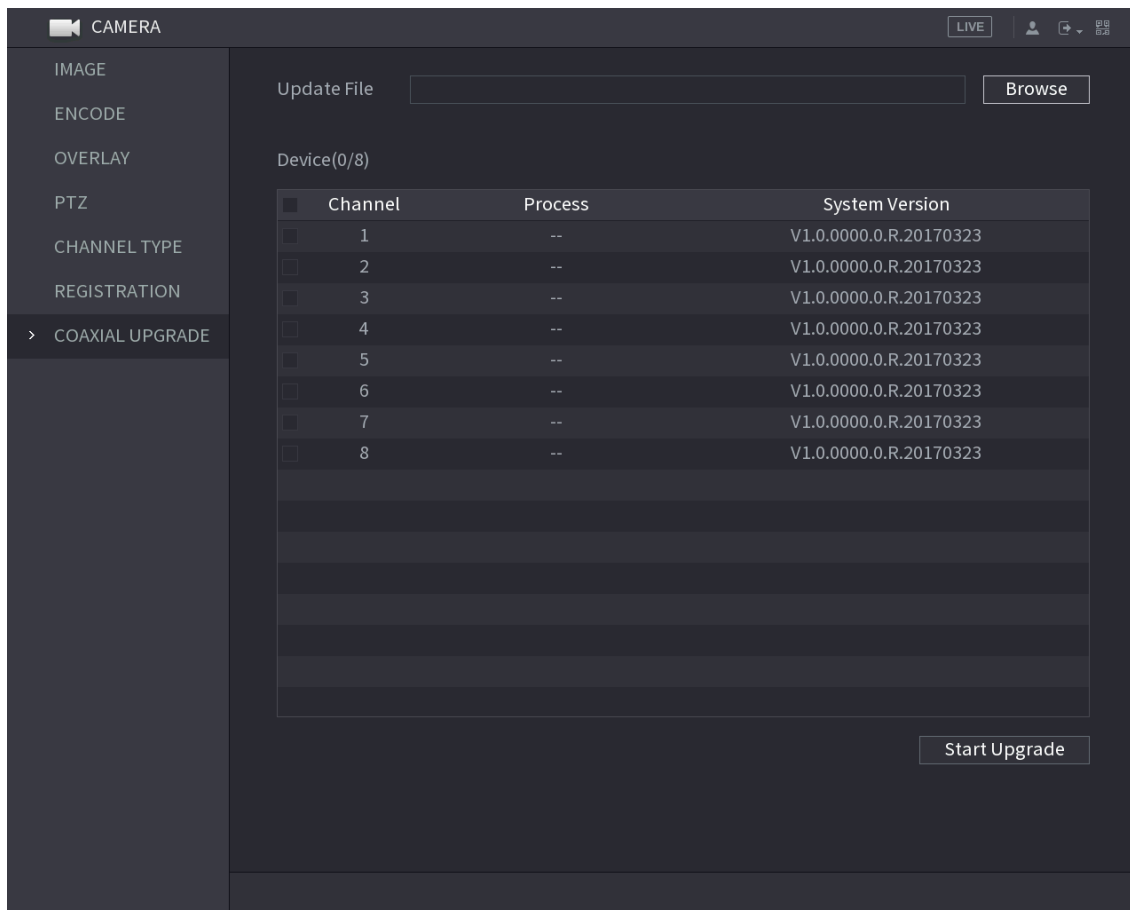 CAMERA LIVE
IMAGE
ENCODE
OVERLAY
PTZ
CHANNEL TYPE
REGISTRATION
COAXIAL UPGRADE
Update File Browse
Device(0/8)
Channel Process System Version
1 -- V1.0.0000.0.R.20170323
2 -- V1.0.0000.0.R.20170323
3 -- V1.0.0000.0.R.20170323
4 -- V1.0.0000.0.R.20170323
5 -- V1.0.0000.0.R.20170323
6 -- V1.0.0000.0.R.20170323
7 -- V1.0.0000.0.R.20170323
8 -- V1.0.0000.0.R.20170323
Start Upgrade